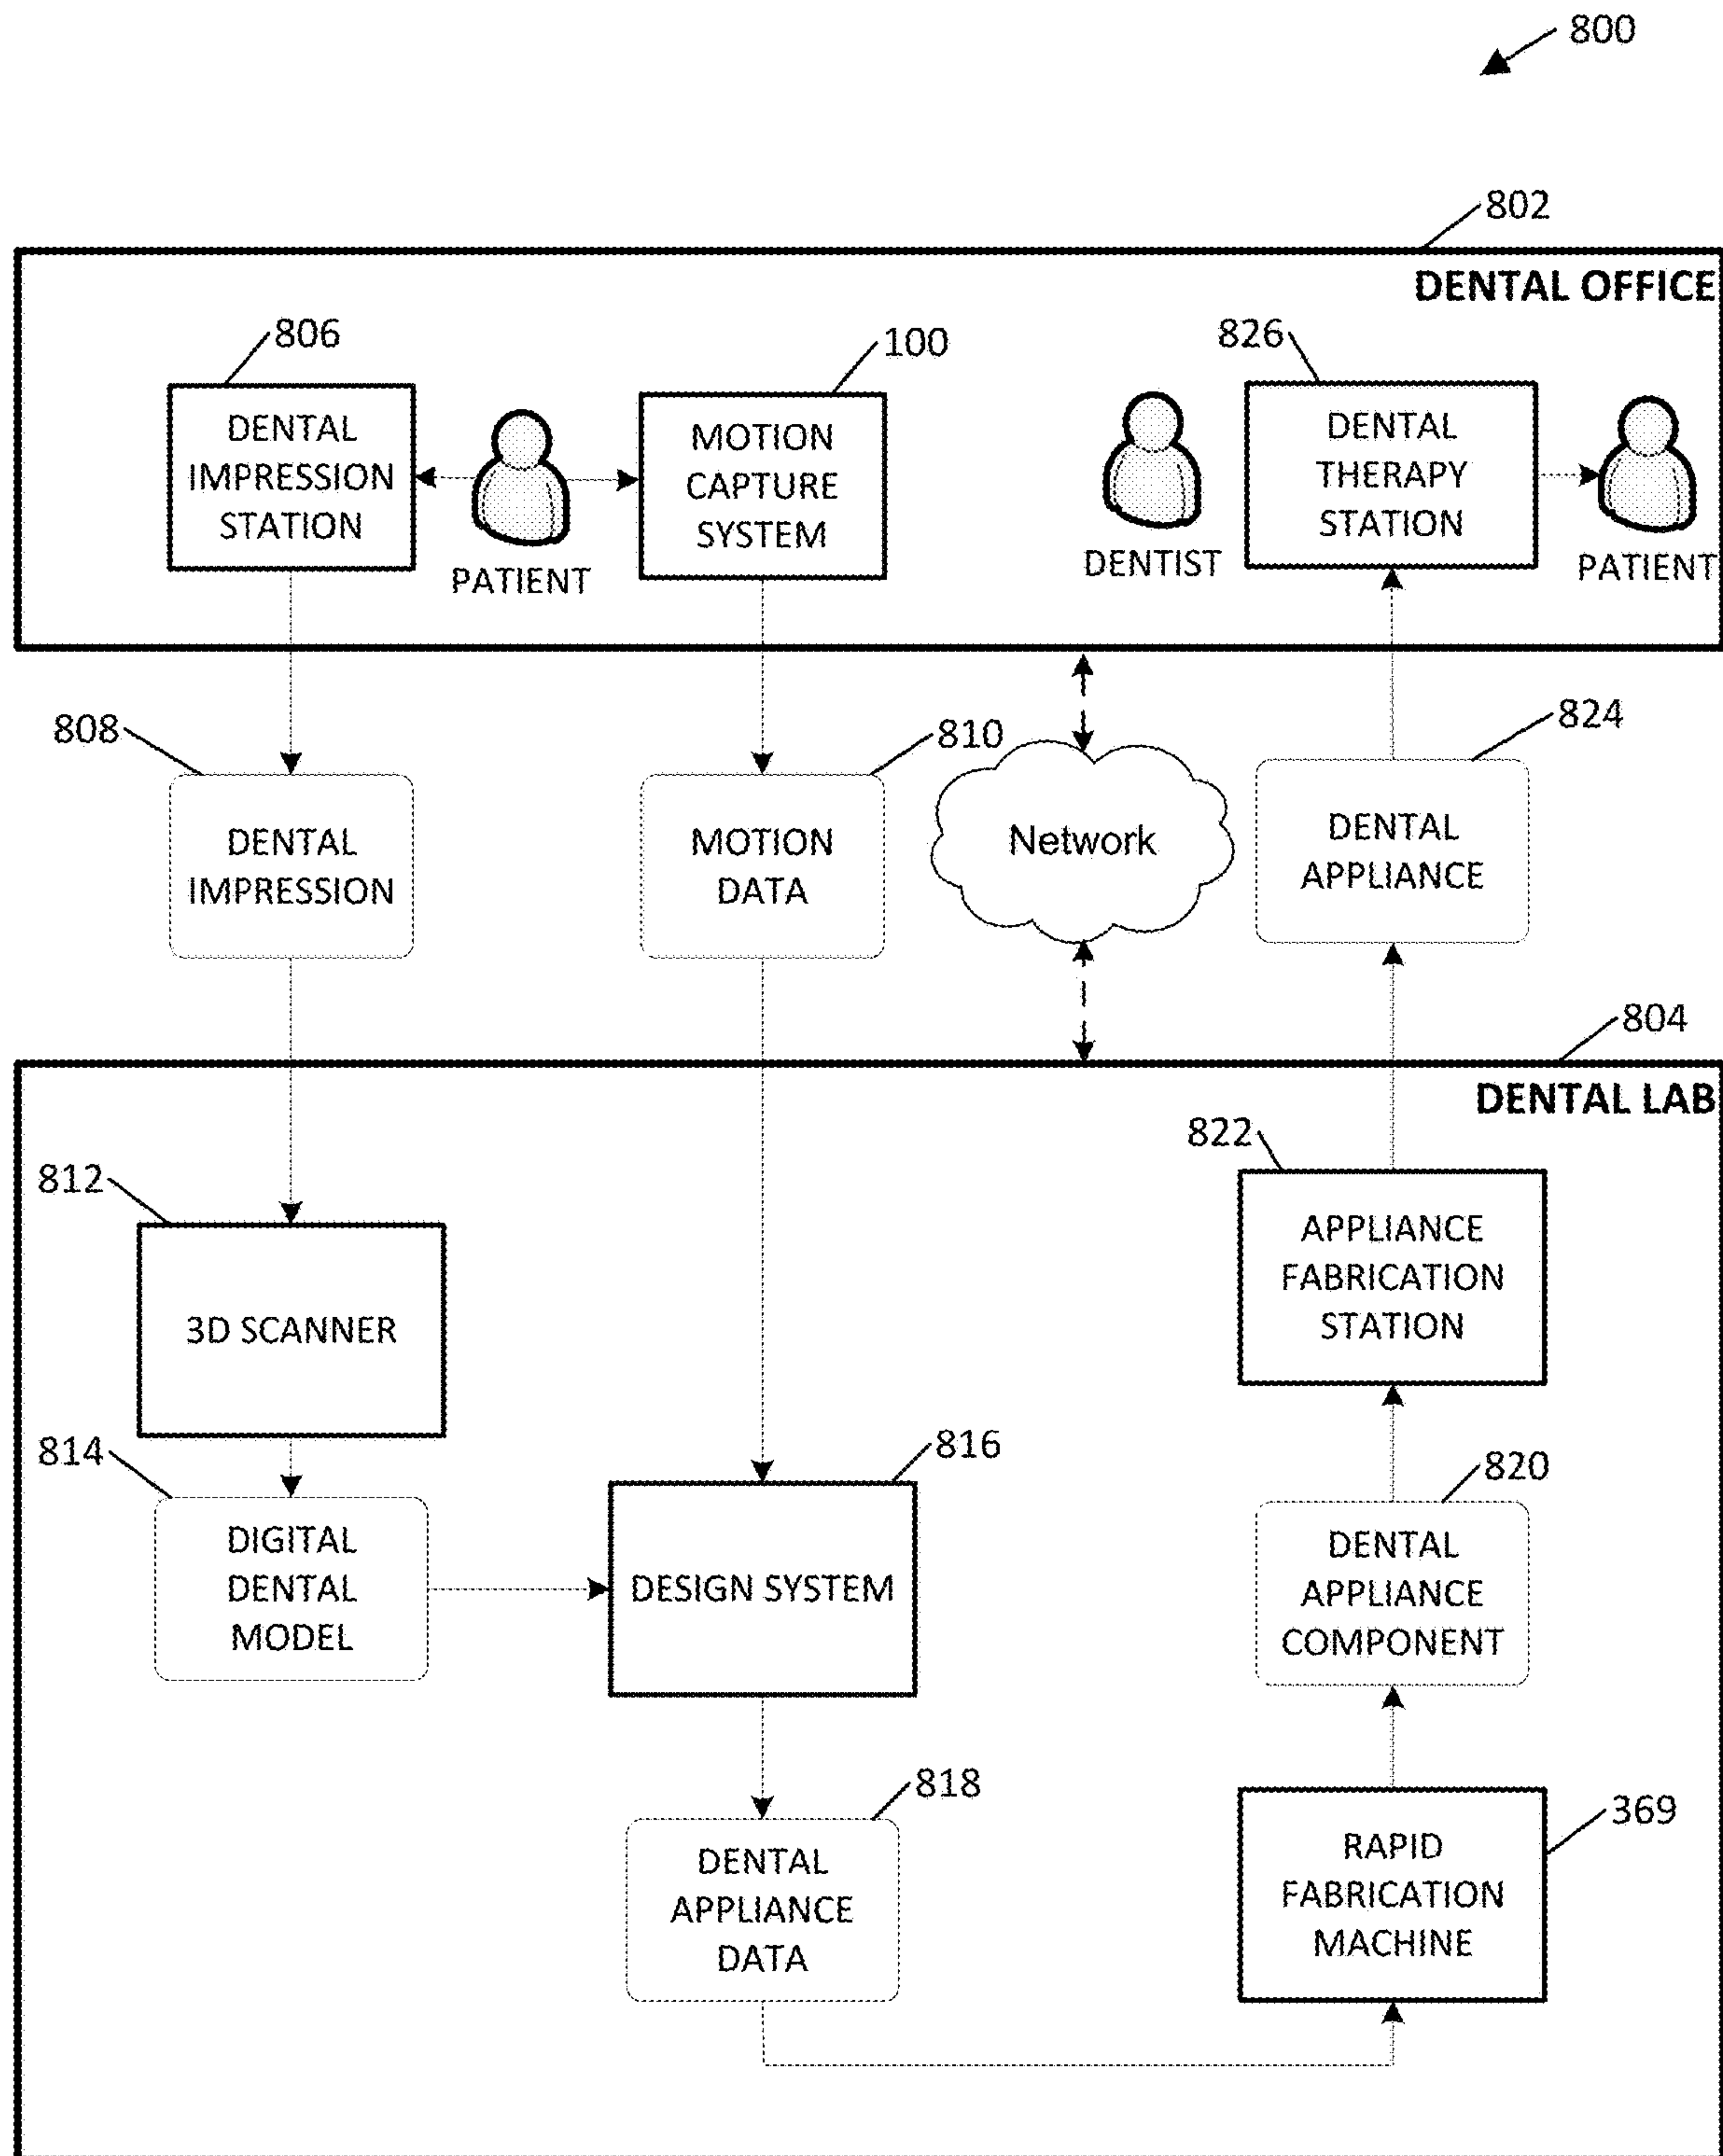 800
802
DENTAL OFFICE
806
100
826
DENTAL
IMPRESSION
STATION
PATIENT
MOTION
CAPTURE
SYSTEM
DENTIST
DENTAL
THERAPY
STATION
PATIENT
808
810
824
DENTAL
IMPRESSION
MOTION
DATA
Network
DENTAL
APPLIANCE
804
DENTAL LAB
812
822
3D SCANNER
APPLIANCE
FABRICATION
STATION
814
816
820
DIGITAL
DENTAL
MODEL
DESIGN SYSTEM
DENTAL
APPLIANCE
COMPONENT
818
369
DENTAL
APPLIANCE
DATA
RAPID
FABRICATION
MACHINE